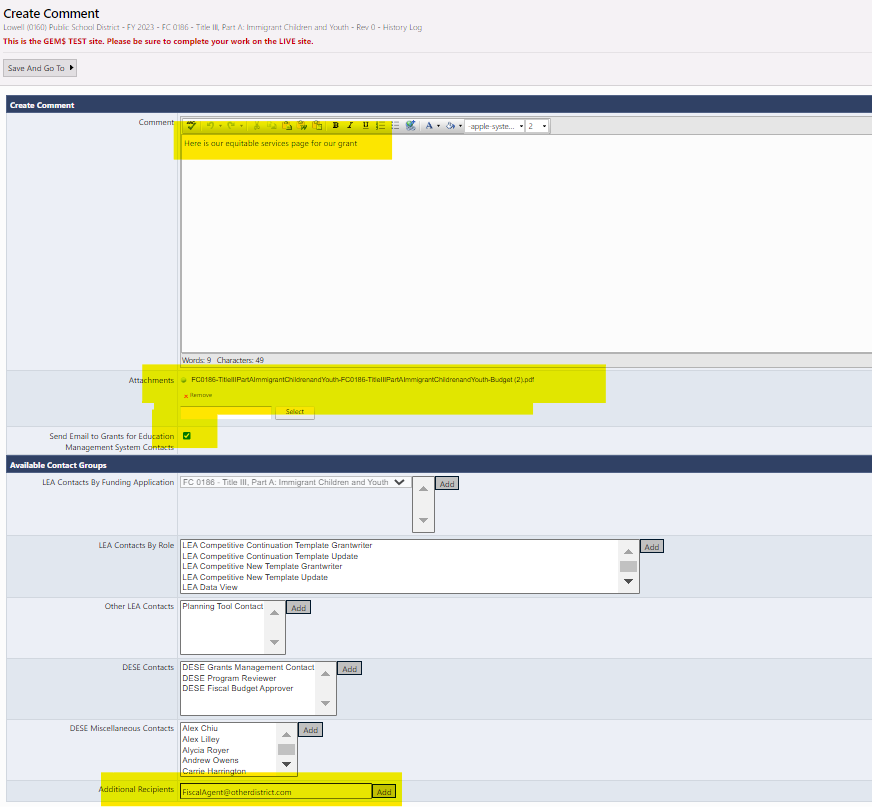 Create Comment
Lowell (0160) Public School District - FY 2023 - FC 0186 - Title III, Part A: Immigrant Children and Youth - Rev 0 - History Log
This is the GEM$ TEST site. Please be sure to complete your work on the LIVE site.
Save And Go To
Create Comment
Comment
B I U A -apple-syste... 2
Here is our equitable services page for our grant
Words: 9 Characters: 49
Attachments FC0186-TitleIIIPartAImmigrantChildrenandYouth-FC0186-TitleIIIPartAImmigrantChildrenandYouth-Budget (2).pdf
x Remove
Select
Send Email to Grants for Education
Management System Contacts
Available Contact Groups
LEA Contacts By Funding Application FC 0186 - Title III, Part A: Immigrant Children and Youth Add
LEA Contacts By Role LEA Competitive Continuation Template Grantwriter Add
LEA Competitive Continuation Template Update
LEA Competitive New Template Grantwriter
LEA Competitive New Template Update
LEA Data View
Other LEA Contacts Planning Tool Contact Add
DESE Contacts DESE Grants Management Contact Add
DESE Program Reviewer
DESE Fiscal Budget Approver
DESE Miscellaneous Contacts Alex Chiu Add
Alex Lilley
Alycia Royer
Andrew Owens
Carrie Harrington
Additional Recipients FiscalAgent@otherdistrict.com Add